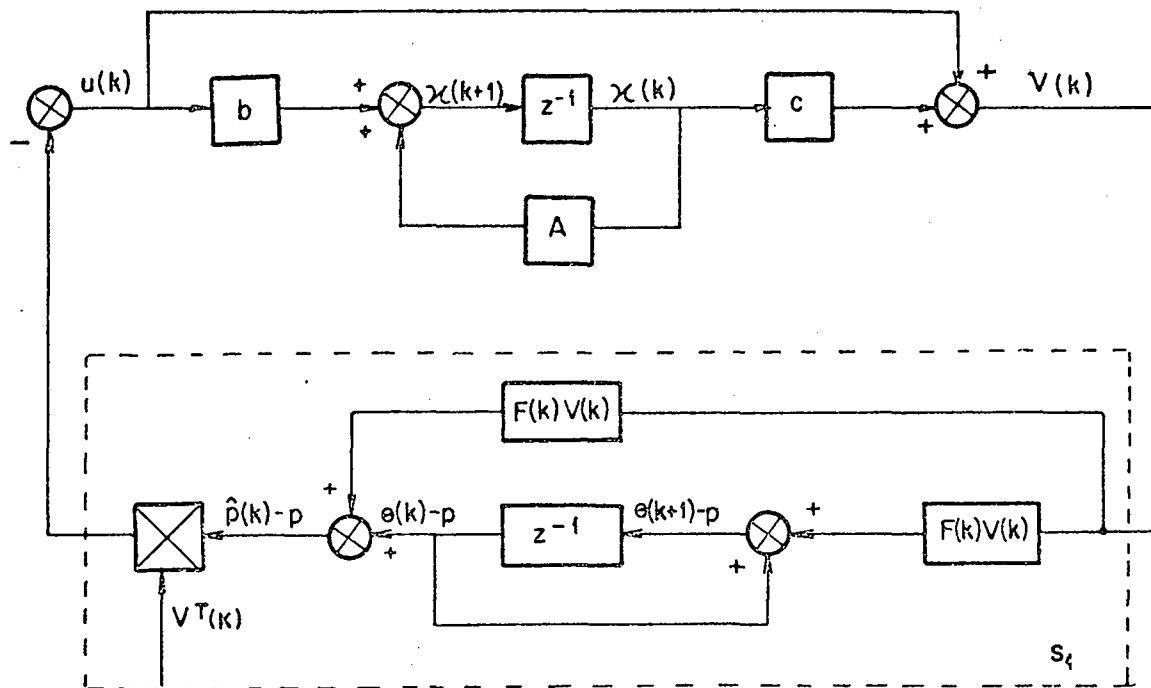 u(k)
+
V(k)
−
b
+
+
ϰ(k+1)
z⁻¹
ϰ(k)
c
+
A
F(k)V(k)
+
p̂(k)-p
θ(k)-p
+
z⁻¹
θ(k+1)-p
+
+
F(k)V(k)
Vᵀ(k)
S₁